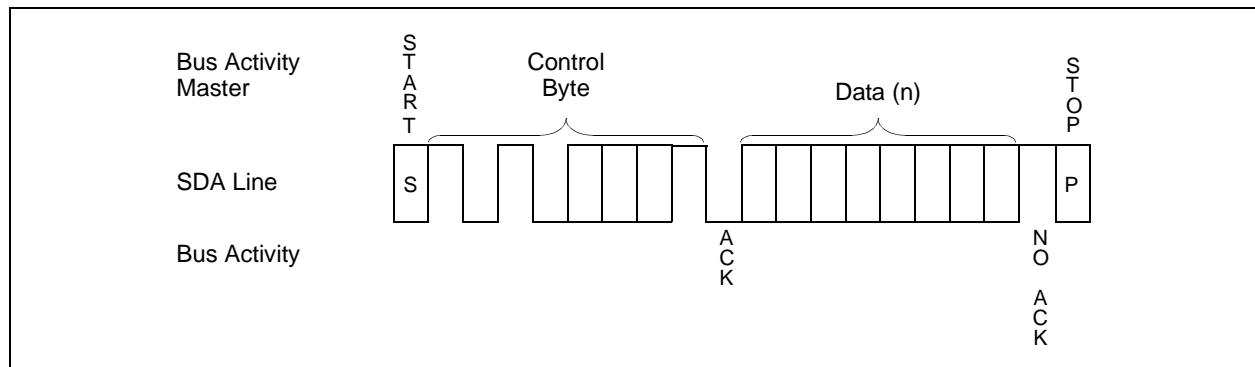 Bus Activity
Master
START
Control
Byte
Data (n)
STOP
SDA Line
S
P
Bus Activity
ACK
NO ACK